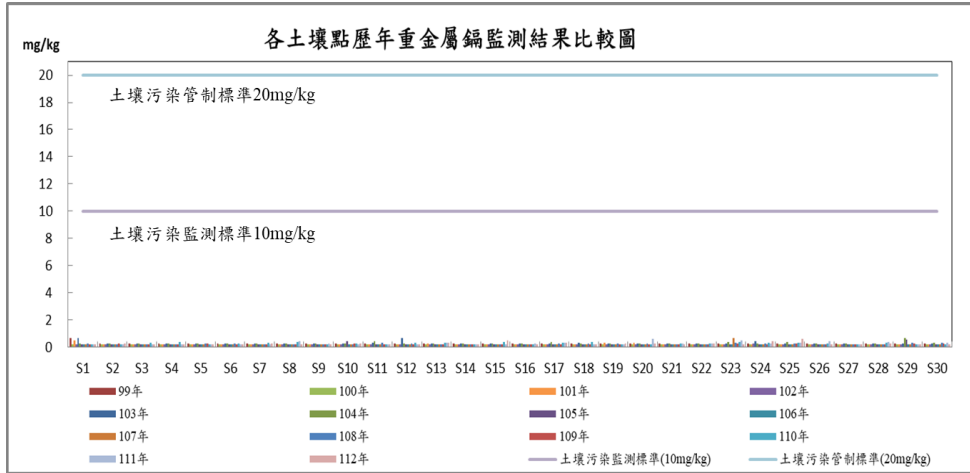 各土壤點歷年重金屬鎘監測結果比較圖
mg/kg
20
土壤污染管制標準20mg/kg
18
16
14
12
10
土壤污染監測標準10mg/kg
8
6
4
2
0
S1 S2 S3 S4 S5 S6 S7 S8 S9 S10 S11 S12 S13 S14 S15 S16 S17 S18 S19 S20 S21 S22 S23 S24 S25 S26 S27 S28 S29 S30
99年 100年 101年 102年
103年 104年 105年 106年
107年 108年 109年 110年
111年 112年 土壤污染監測標準(10mg/kg) 土壤污染管制標準(20mg/kg)